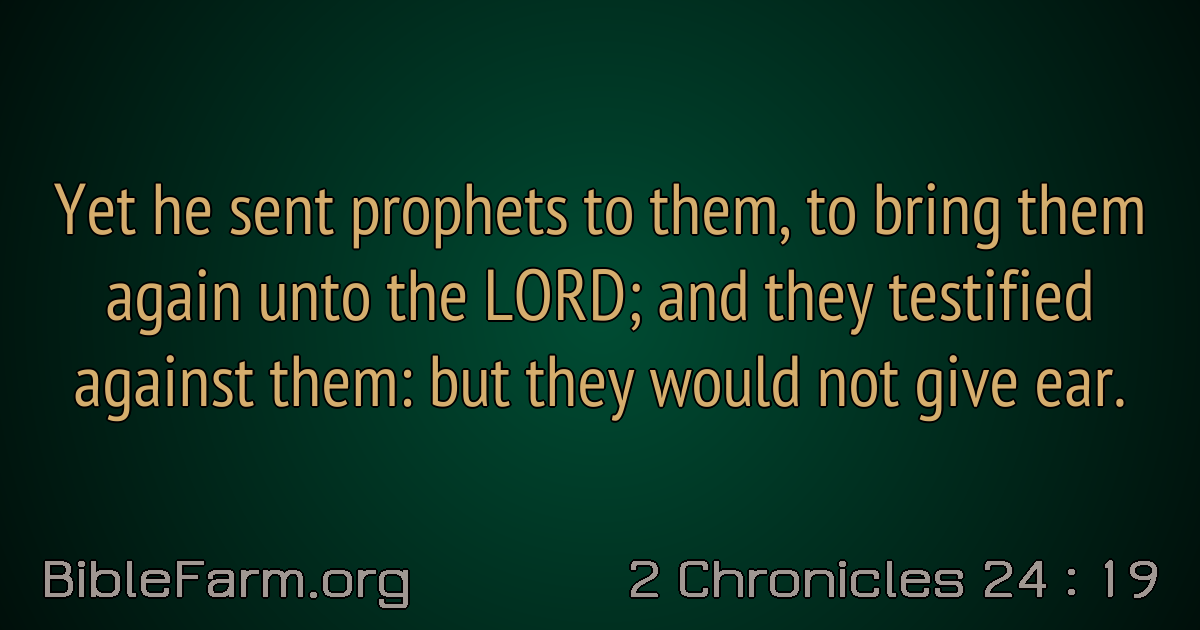 Yet he sent prophets to them, to bring them
again unto the LORD; and they testified
against them: but they would not give ear.
BibleFarm.org
2 Chronicles 24 : 19